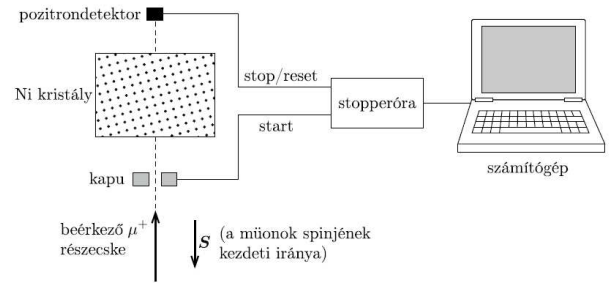 pozitrondetektor
Ni kristály
stop/reset
stopperóra
start
számítógép
kapu
beérkező μ⁺
részecske
S (a müonok spinjének
kezdeti iránya)